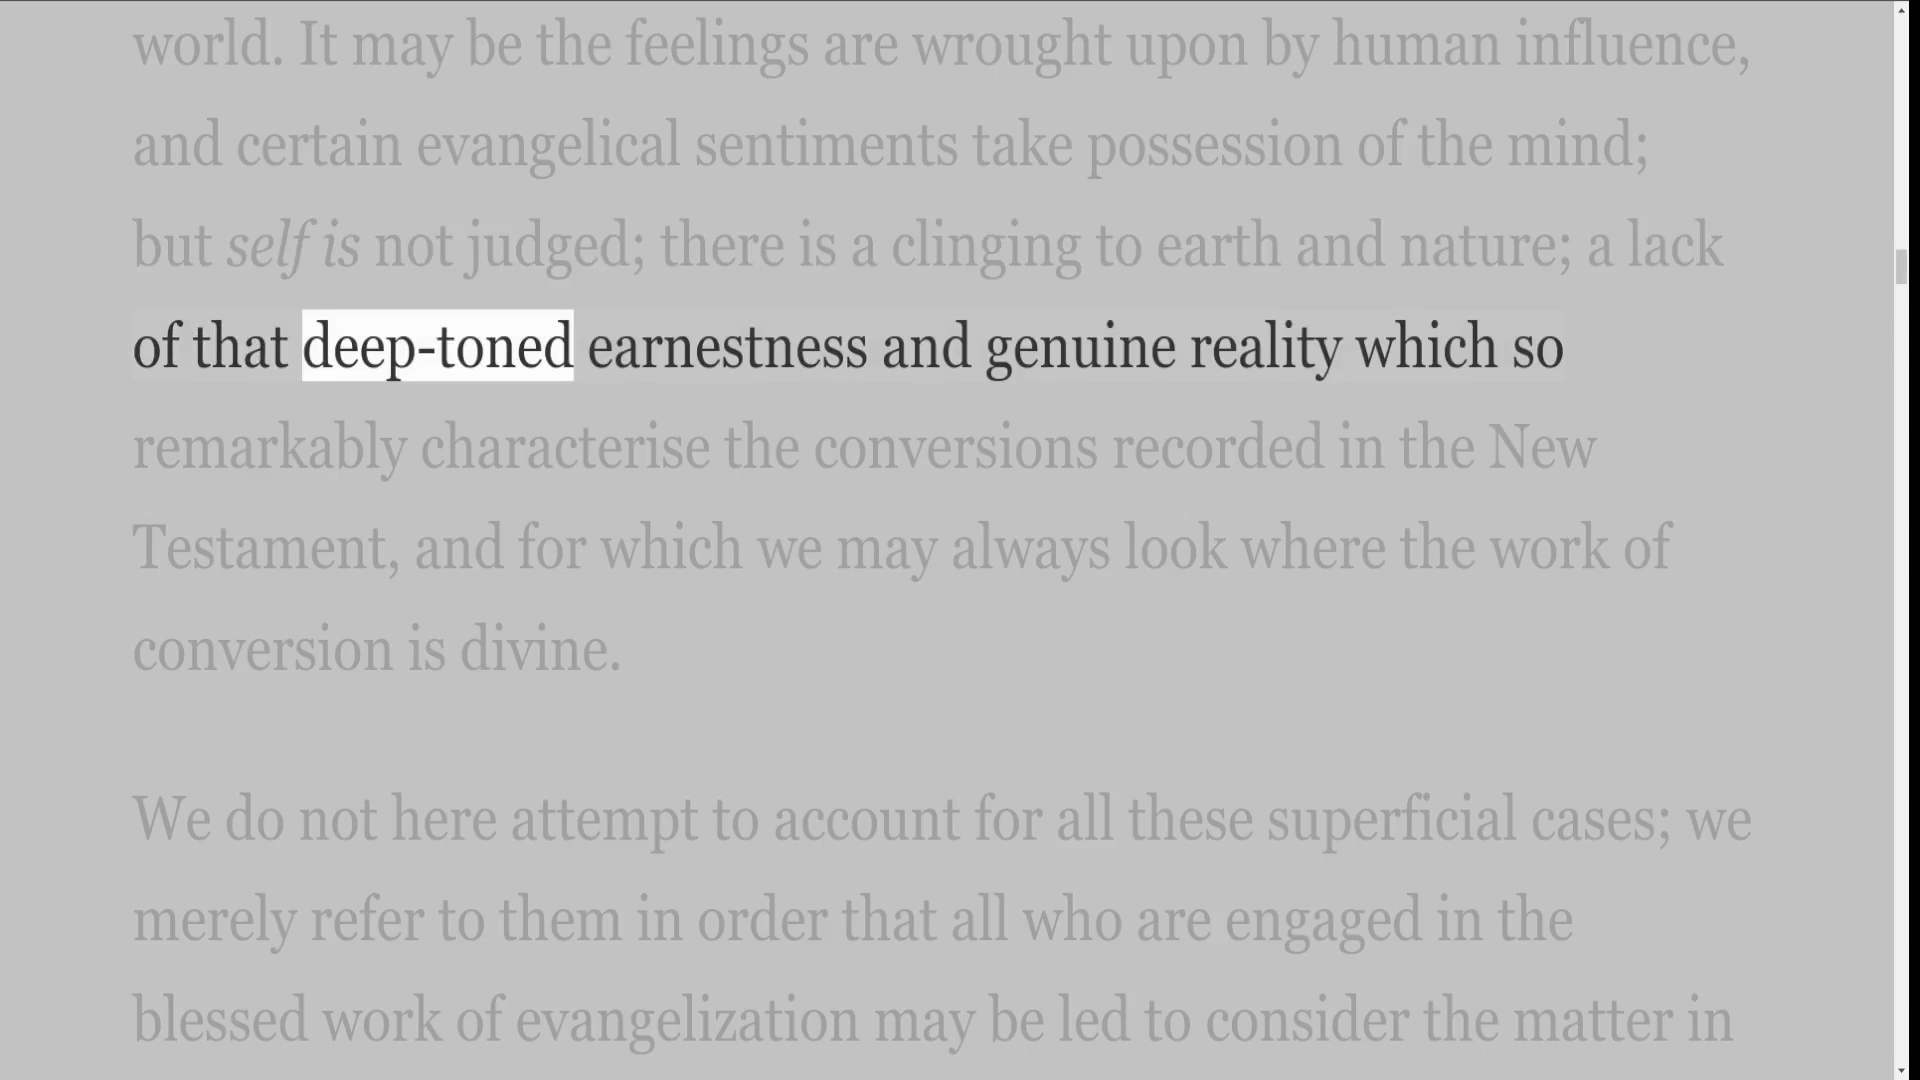 world. It may be the feelings are wrought upon by human influence,
and certain evangelical sentiments take possession of the mind;
but self is not judged; there is a clinging to earth and nature; a lack
of that deep-toned earnestness and genuine reality which so
remarkably characterise the conversions recorded in the New
Testament, and for which we may always look where the work of
conversion is divine.
We do not here attempt to account for all these superficial cases; we
merely refer to them in order that all who are engaged in the
blessed work of evangelization may be led to consider the matter in